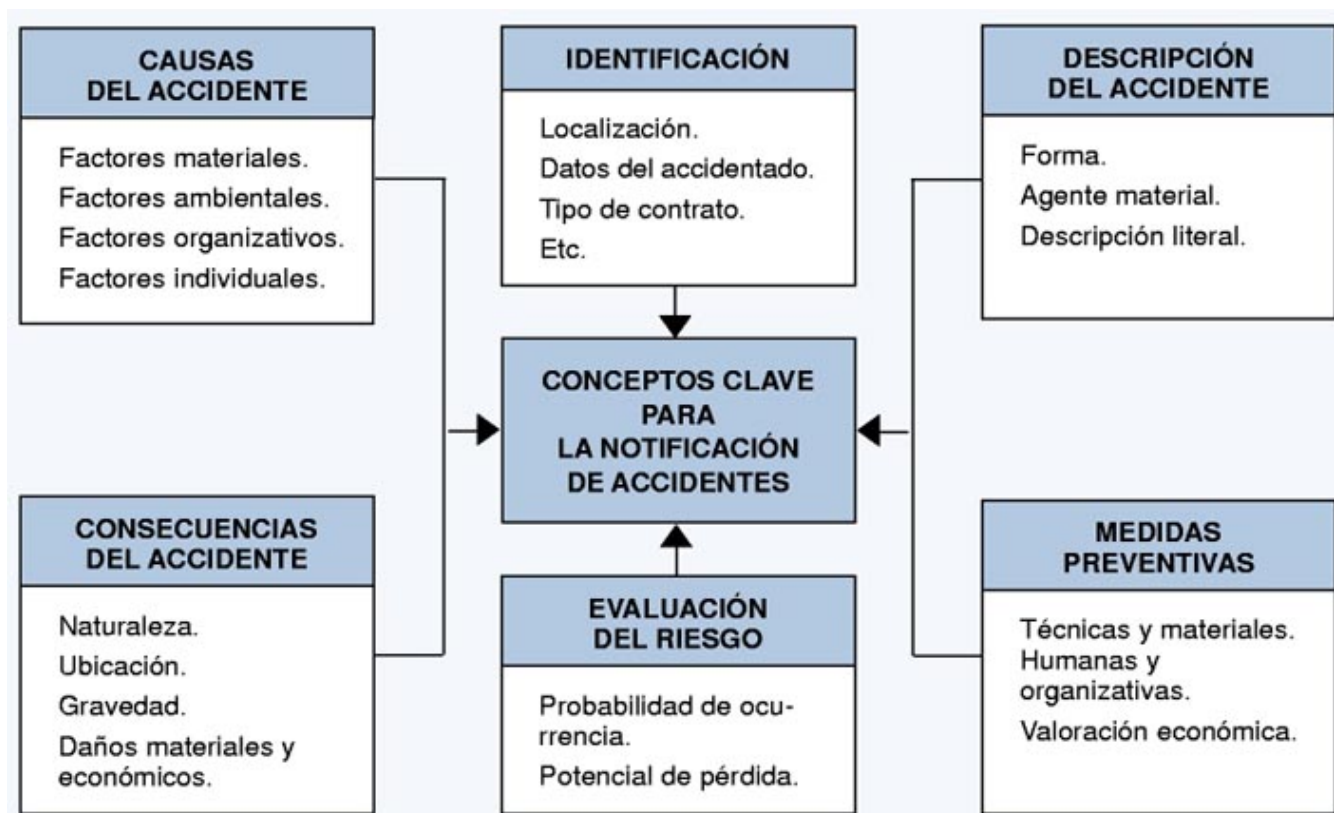 CAUSAS
DEL ACCIDENTE
Factores materiales.
Factores ambientales.
Factores organizativos.
Factores individuales.
IDENTIFICACIÓN
Localización.
Datos del accidentado.
Tipo de contrato.
Etc.
DESCRIPCIÓN
DEL ACCIDENTE
Forma.
Agente material.
Descripción literal.
CONCEPTOS CLAVE
PARA
LA NOTIFICACIÓN
DE ACCIDENTES
CONSECUENCIAS
DEL ACCIDENTE
Naturaleza.
Ubicación.
Gravedad.
Daños materiales y
económicos.
EVALUACIÓN
DEL RIESGO
Probabilidad de ocu-
rrencia.
Potencial de pérdida.
MEDIDAS
PREVENTIVAS
Técnicas y materiales.
Humanas y
organizativas.
Valoración económica.